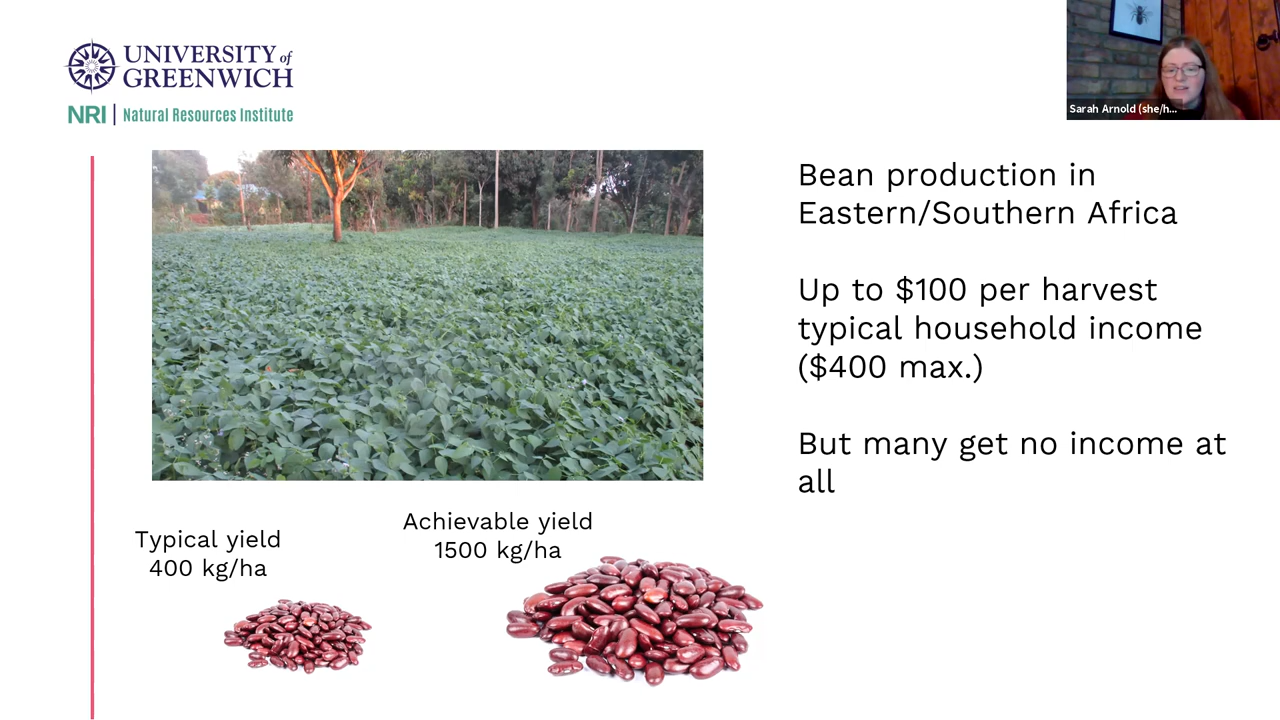 UNIVERSITY of
GREENWICH
NRI | Natural Resources Institute
Sarah Arnold (she/h...
Bean production in
Eastern/Southern Africa
Up to $100 per harvest
typical household income
($400 max.)
But many get no income at
all
Typical yield
400 kg/ha
Achievable yield
1500 kg/ha